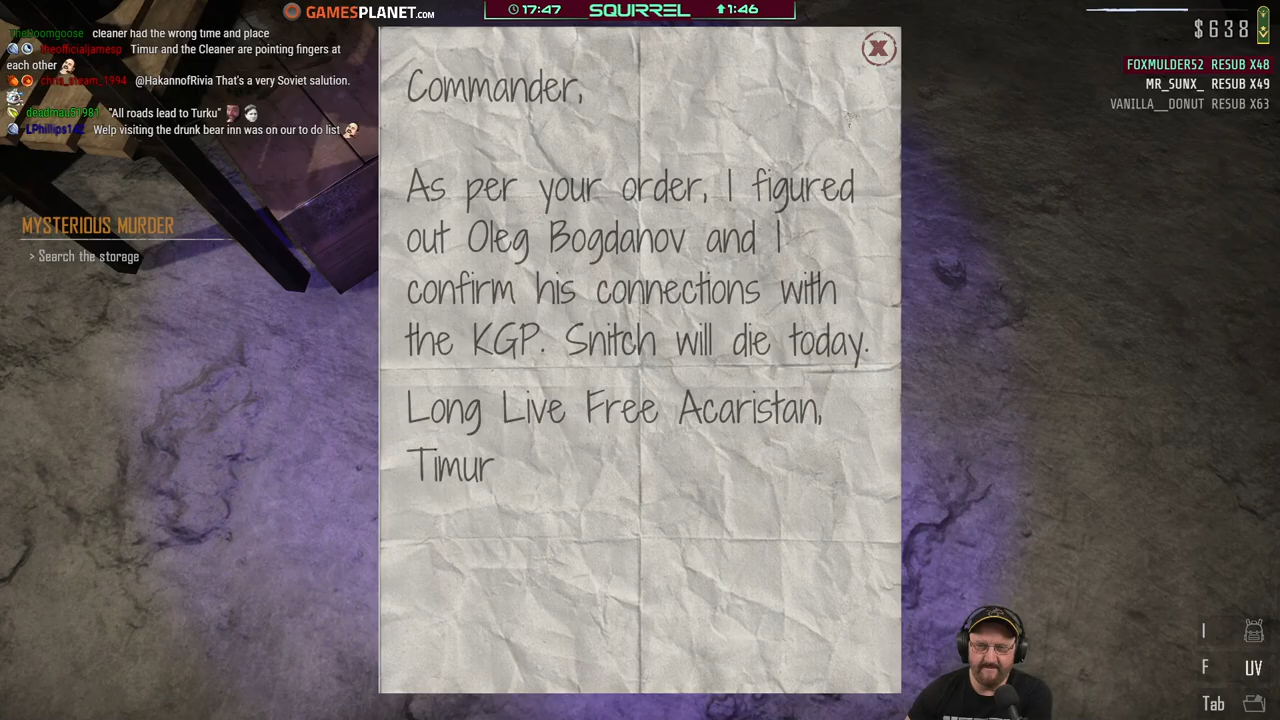 GAMESPLANET.COM
17:47 SQUIRREL 1:46
$638
FOXMULDER52 RESUB X48
MR_SUNX_ RESUB X49
VANILLA__DONUT RESUB X63
TheDoomgoose cleaner had the wrong time and place
theofficialjamesp Timur and the Cleaner are pointing fingers at
each other
@HakannofRivia That's a very Soviet salution.
deadmau51981 "All roads lead to Turku"
Welp visiting the drunk bear inn was on our to do list
MYSTERIOUS MURDER
> Search the storage
X
Commander,
As per your order, I figured
out Oleg Bogdanov and I
confirm his connections with
the KGP. Snitch will die today.
Long Live Free Acaristan,
Timur
I
F UV
Tab